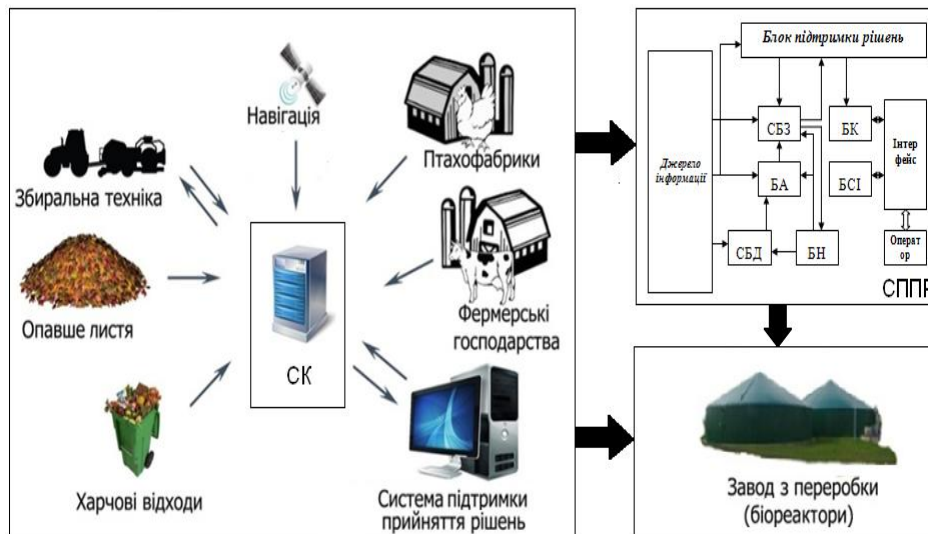 Навігація
Птахофабрики
Збиральна техніка
Опавше листя
СК
Фермерські
господарства
Харчові відходи
Система підтримки
прийняття рішень
Блок підтримки рішень
Джерело
інформації
СБЗ
БК
Інтер
фейс
БА
БСІ
СБД
БН
Операт
ор
СППР
Завод з переробки
(біореактори)